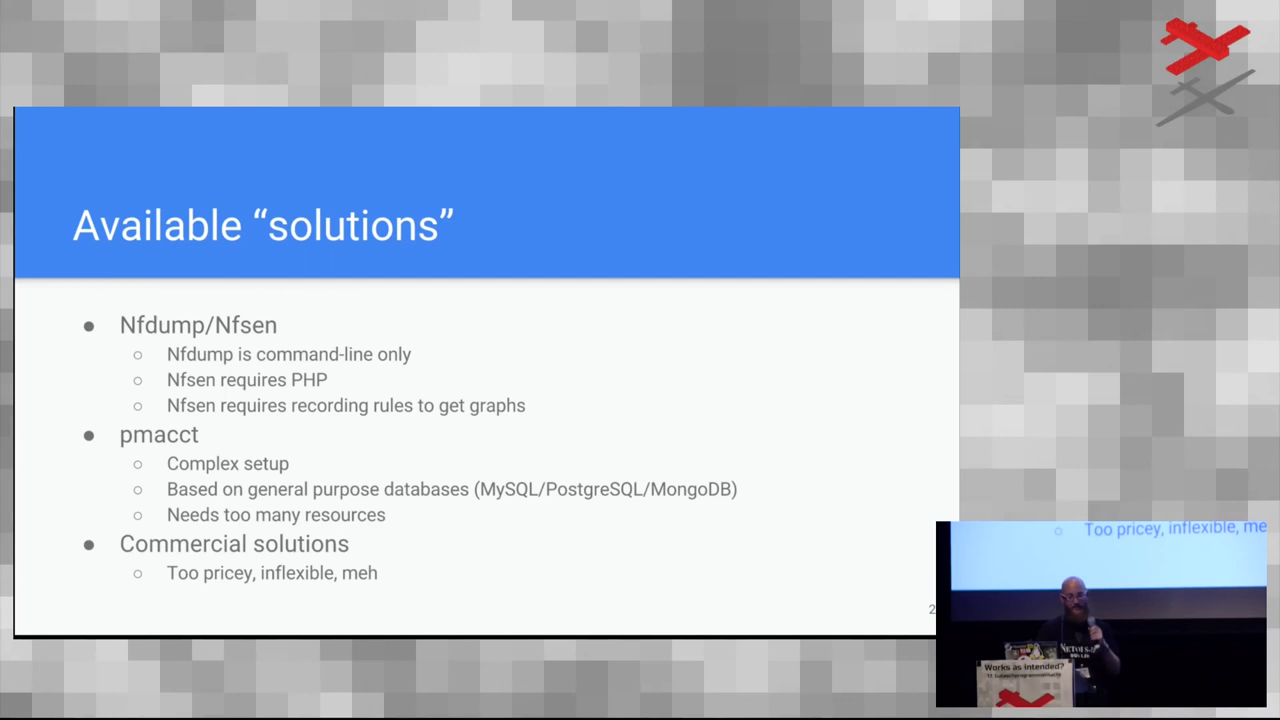 Available “solutions”
● Nfdump/Nfsen
○ Nfdump is command-line only
○ Nfsen requires PHP
○ Nfsen requires recording rules to get graphs
● pmacct
○ Complex setup
○ Based on general purpose databases (MySQL/PostgreSQL/MongoDB)
○ Needs too many resources
● Commercial solutions
○ Too pricey, inflexible, meh
2
○ Too pricey, inflexible, me
Works as intended?